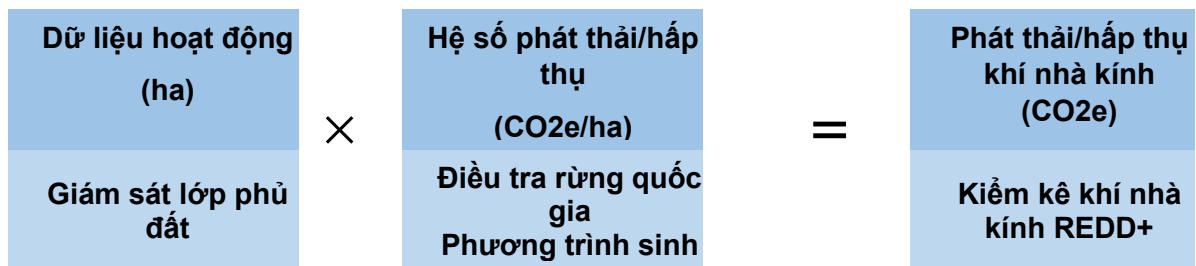 Dữ liệu hoạt động
(ha)
Giám sát lớp phủ
đất
×
Hệ số phát thải/hấp
thụ
(CO2e/ha)
Điều tra rừng quốc
gia
Phương trình sinh
=
Phát thải/hấp thụ
khí nhà kính
(CO2e)
Kiểm kê khí nhà
kính REDD+